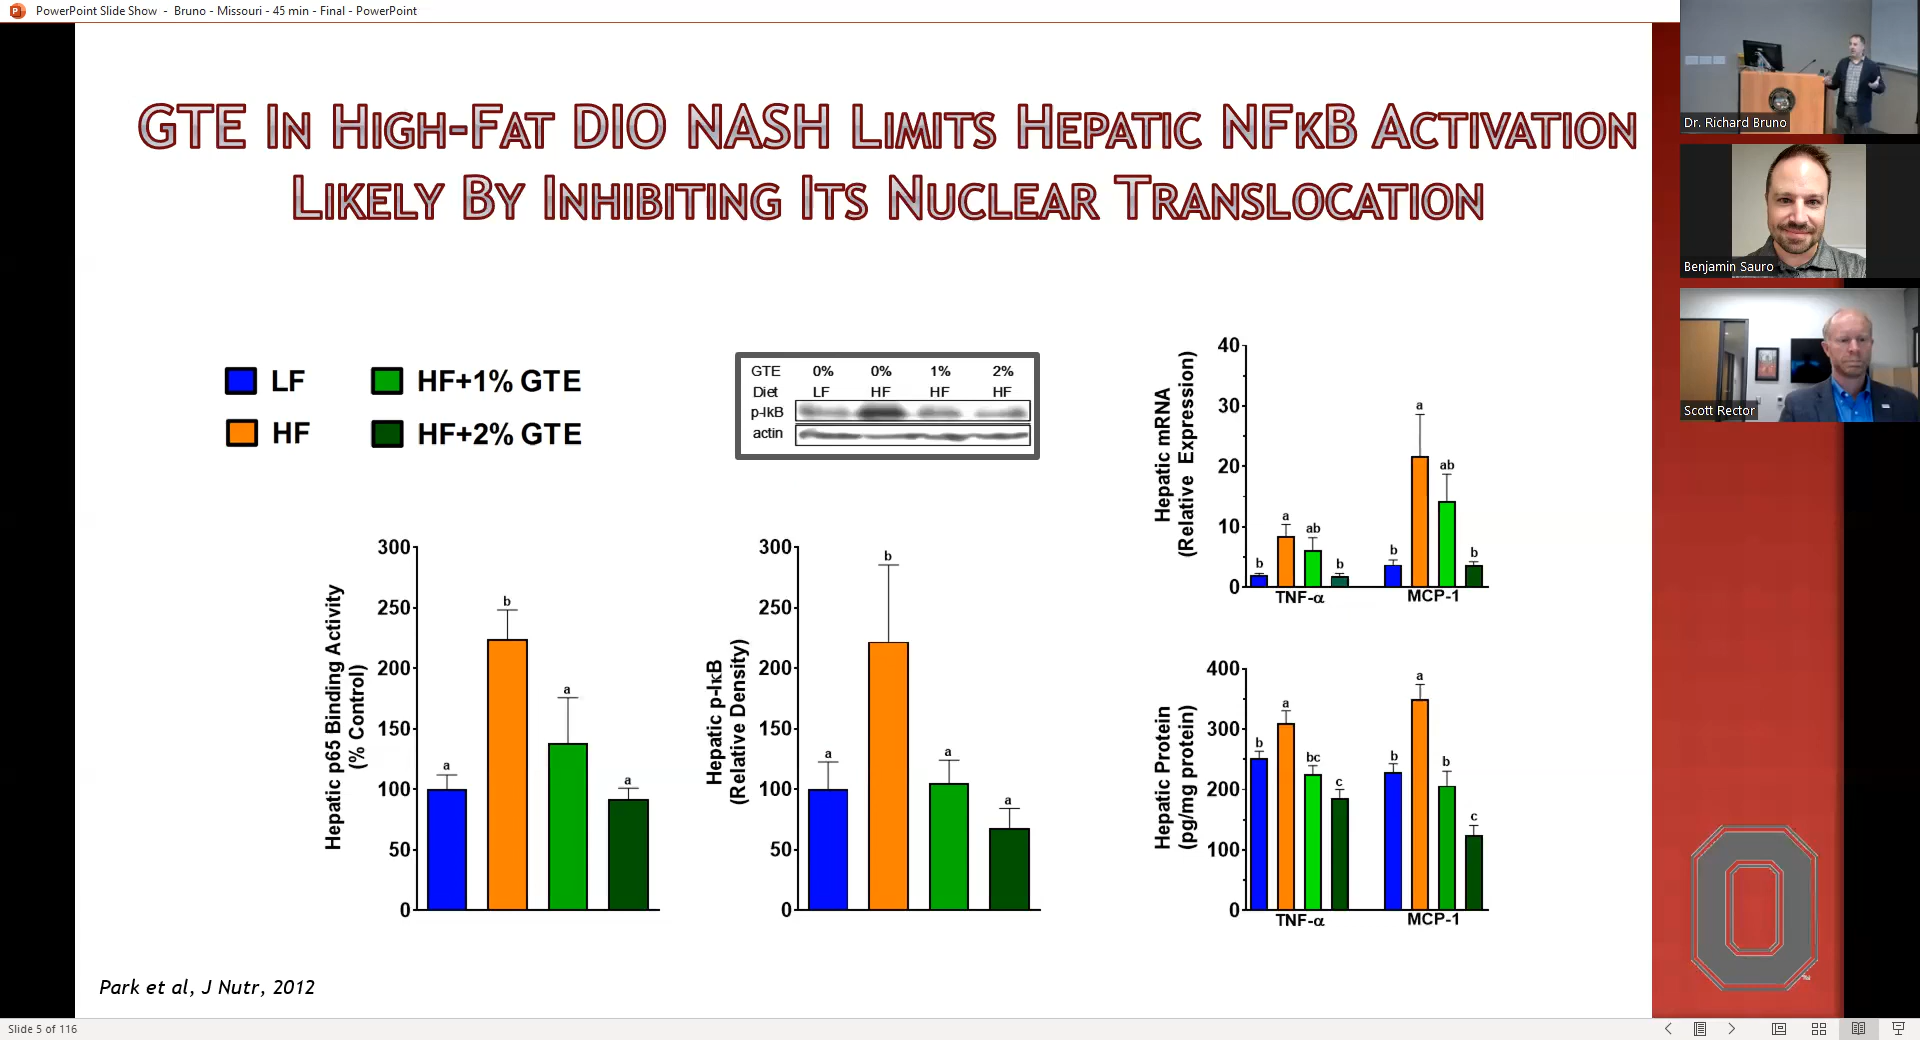 PowerPoint Slide Show - Bruno - Missouri - 45 min - Final - PowerPoint
GTE In High-Fat DIO NASH Limits Hepatic NFκB Activation
Likely By Inhibiting Its Nuclear Translocation
LF
HF+1% GTE
HF
HF+2% GTE
GTE 0% 0% 1% 2%
Diet LF HF HF HF
p-IkB
actin
Hepatic p65 Binding Activity
(% Control)
300
250
200
150
100
50
0
a
b
a
a
Hepatic p-IκB
(Relative Density)
300
250
200
150
100
50
0
a
b
a
a
Hepatic mRNA
(Relative Expression)
40
30
20
10
0
b
a
ab
b
b
a
ab
b
TNF-α
MCP-1
Hepatic Protein
(pg/mg protein)
400
300
200
100
0
b
a
bc
c
b
a
b
c
TNF-α
MCP-1
Park et al, J Nutr, 2012
Dr. Richard Bruno
Benjamin Sauro
Scott Rector
Slide 5 of 116